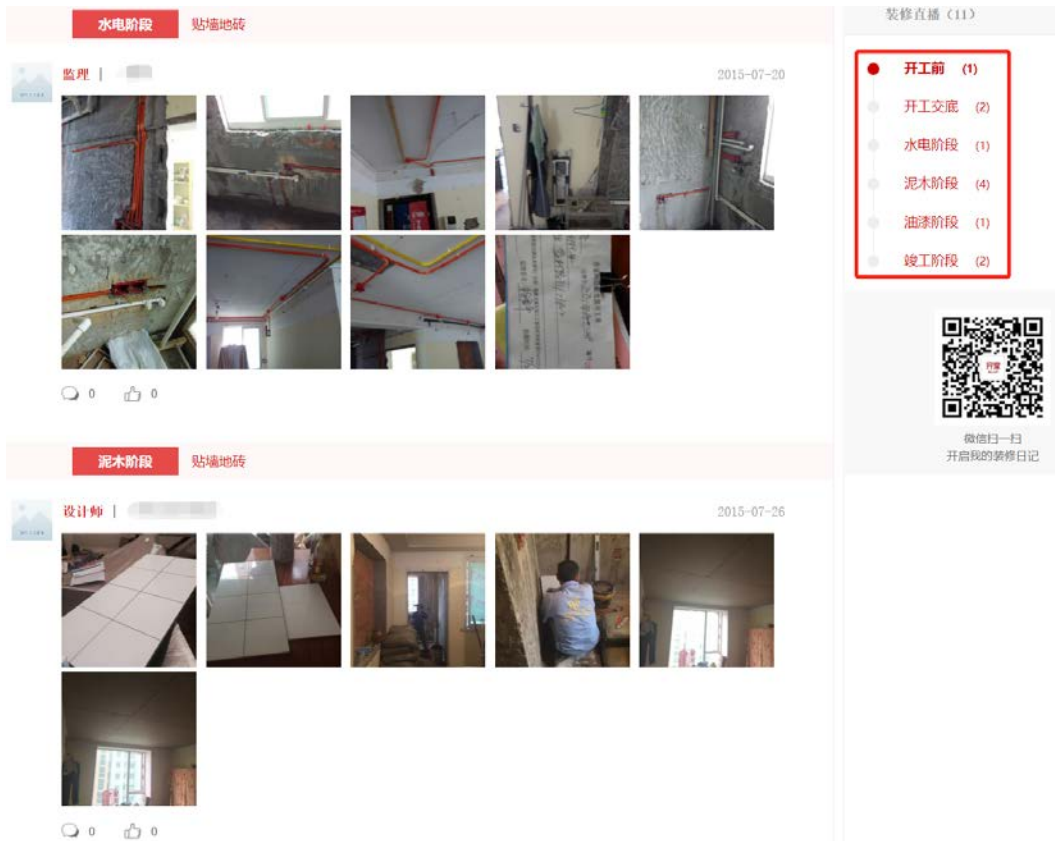 装修直播（11）
水电阶段 贴墙地砖
监理 |
2015-07-20
开工前 (1)
开工交底 (2)
水电阶段 (1)
泥木阶段 (4)
油漆阶段 (1)
竣工阶段 (2)
0 0
微信扫一扫
开启我的装修日记
泥木阶段 贴墙地砖
设计师 |
2015-07-26
0 0